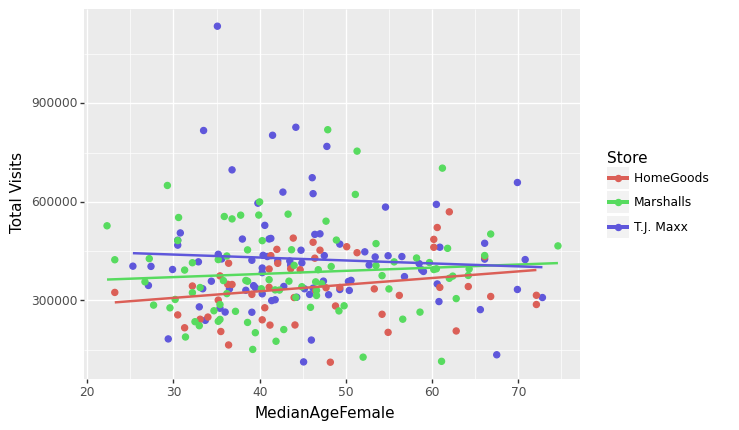 900000
600000
300000
Total Visits
20 30 40 50 60 70
MedianAgeFemale
Store
HomeGoods
Marshalls
T.J. Maxx